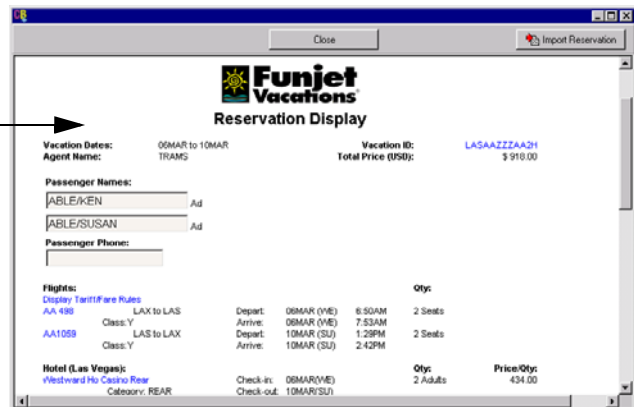 CB
Close Import Reservation
Funjet
Vacations
Reservation Display
Vacation Dates: 06MAR to 10MAR Vacation ID: LASAAZZZAA2H
Agent Name: TRAMS Total Price (USD): $ 918.00
Passenger Names:
ABLE/KEN Ad
ABLE/SUSAN Ad
Passenger Phone:
Flights: Qty:
Display Tariff/Fare Rules
AA 498 LAX to LAS Depart: 06MAR (WE) 6:50AM 2 Seats
Class:Y Arrive: 06MAR (WE) 7:53AM
AA1059 LAS to LAX Depart: 10MAR (SU) 1:29PM 2 Seats
Class:Y Arrive: 10MAR (SU) 2:42PM
Hotel (Las Vegas): Qty: Price/Qty:
Westward Ho Casino Rear Check-in: 06MAR(WE) 2 Adults 434.00
Category: REAR Check-out: 10MAR(SU)